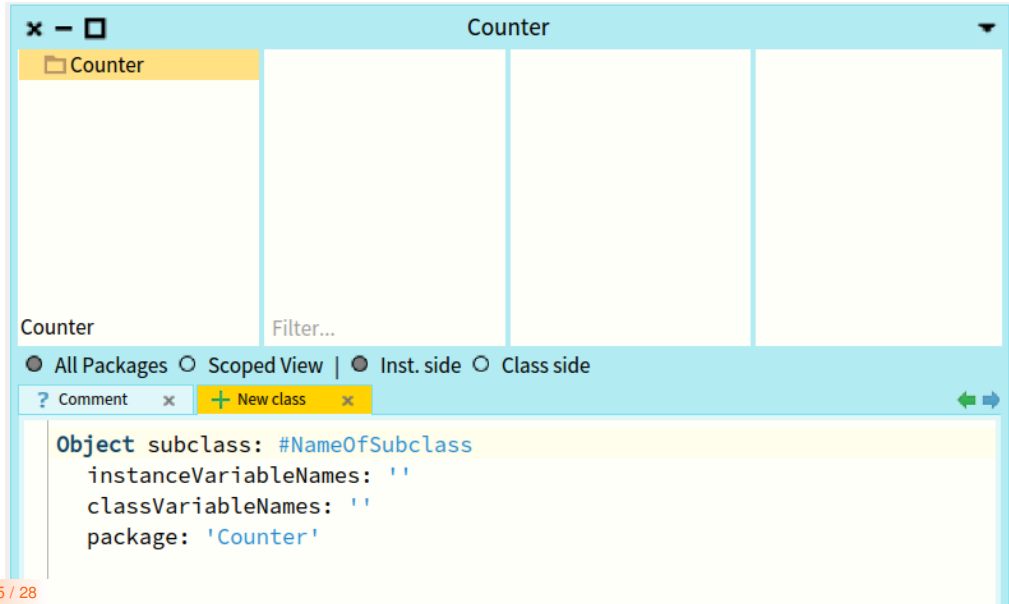 Counter
Counter
Counter
Filter...
All Packages Scoped View | Inst. side Class side
? Comment
New class
Object subclass: #NameOfSubclass
instanceVariableNames: ''
classVariableNames: ''
package: 'Counter'
/ 28